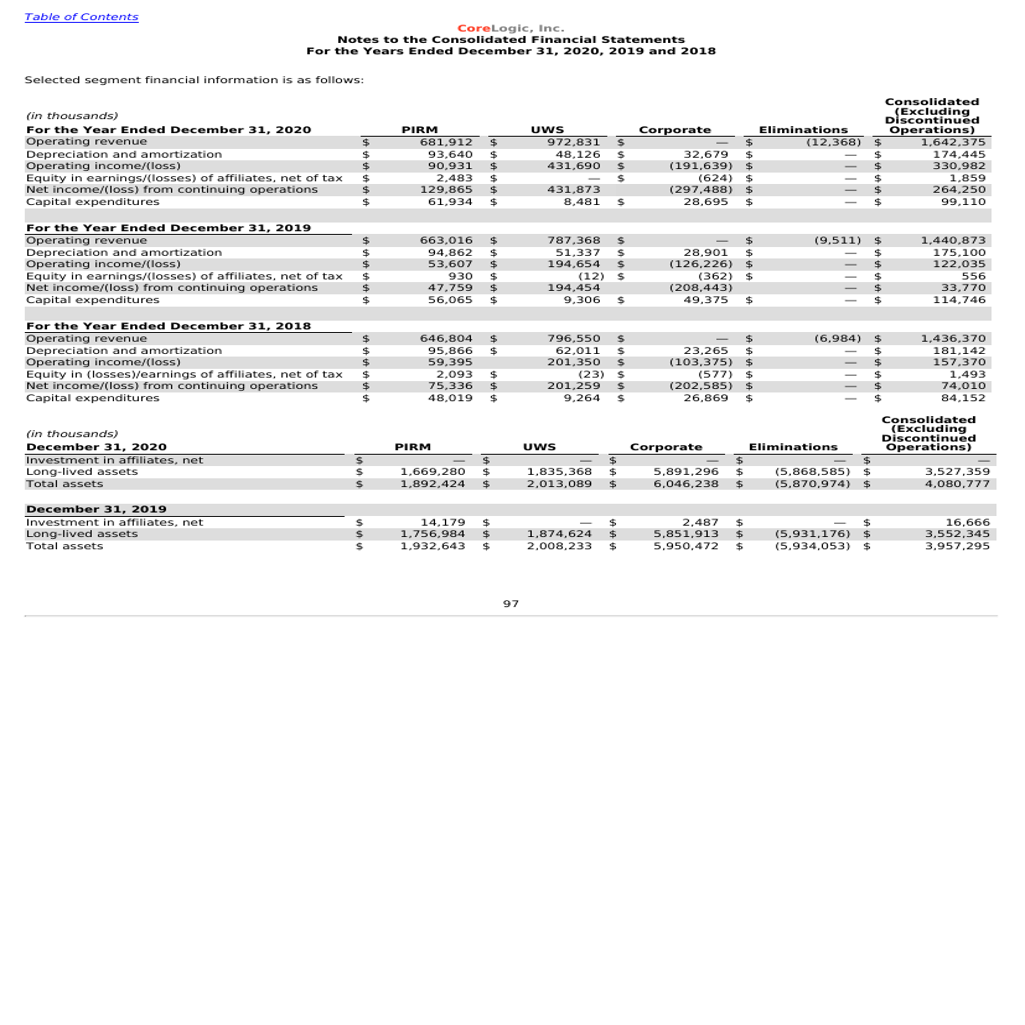 Table of Contents
CoreLogic, Inc.
Notes to the Consolidated Financial Statements
For the Years Ended December 31, 2020, 2019 and 2018
Selected segment financial information is as follows:
(in thousands)
For the Year Ended December 31, 2020 PIRM UWS Corporate Eliminations Consolidated (Excluding Discontinued Operations)
Operating revenue $ 681,912 $ 972,831 $ — $ (12,368) $ 1,642,375
Depreciation and amortization $ 93,640 $ 48,126 $ 32,679 $ — $ 174,445
Operating income/(loss) $ 90,931 $ 431,690 $ (191,639) $ — $ 330,982
Equity in earnings/(losses) of affiliates, net of tax $ 2,483 $ — $ (624) $ — $ 1,859
Net income/(loss) from continuing operations $ 129,865 $ 431,873 (297,488) $ — $ 264,250
Capital expenditures $ 61,934 $ 8,481 $ 28,695 $ — $ 99,110
For the Year Ended December 31, 2019
Operating revenue $ 663,016 $ 787,368 $ — $ (9,511) $ 1,440,873
Depreciation and amortization $ 94,862 $ 51,337 $ 28,901 $ — $ 175,100
Operating income/(loss) $ 53,607 $ 194,654 $ (126,226) $ — $ 122,035
Equity in earnings/(losses) of affiliates, net of tax $ 930 $ (12) $ (362) $ — $ 556
Net income/(loss) from continuing operations $ 47,759 $ 194,454 (208,443) — $ 33,770
Capital expenditures $ 56,065 $ 9,306 $ 49,375 $ — $ 114,746
For the Year Ended December 31, 2018
Operating revenue $ 646,804 $ 796,550 $ — $ (6,984) $ 1,436,370
Depreciation and amortization $ 95,866 $ 62,011 $ 23,265 $ — $ 181,142
Operating income/(loss) $ 59,395 201,350 $ (103,375) $ — $ 157,370
Equity in (losses)/earnings of affiliates, net of tax $ 2,093 $ (23) $ (577) $ — $ 1,493
Net income/(loss) from continuing operations $ 75,336 $ 201,259 $ (202,585) $ — $ 74,010
Capital expenditures $ 48,019 $ 9,264 $ 26,869 $ — $ 84,152
(in thousands)
December 31, 2020 PIRM UWS Corporate Eliminations Consolidated (Excluding Discontinued Operations)
Investment in affiliates, net $ — $ — $ — $ — $ —
Long-lived assets $ 1,669,280 $ 1,835,368 $ 5,891,296 $ (5,868,585) $ 3,527,359
Total assets $ 1,892,424 $ 2,013,089 $ 6,046,238 $ (5,870,974) $ 4,080,777
December 31, 2019
Investment in affiliates, net $ 14,179 $ — $ 2,487 $ — $ 16,666
Long-lived assets $ 1,756,984 $ 1,874,624 $ 5,851,913 $ (5,931,176) $ 3,552,345
Total assets $ 1,932,643 $ 2,008,233 $ 5,950,472 $ (5,934,053) $ 3,957,295
97